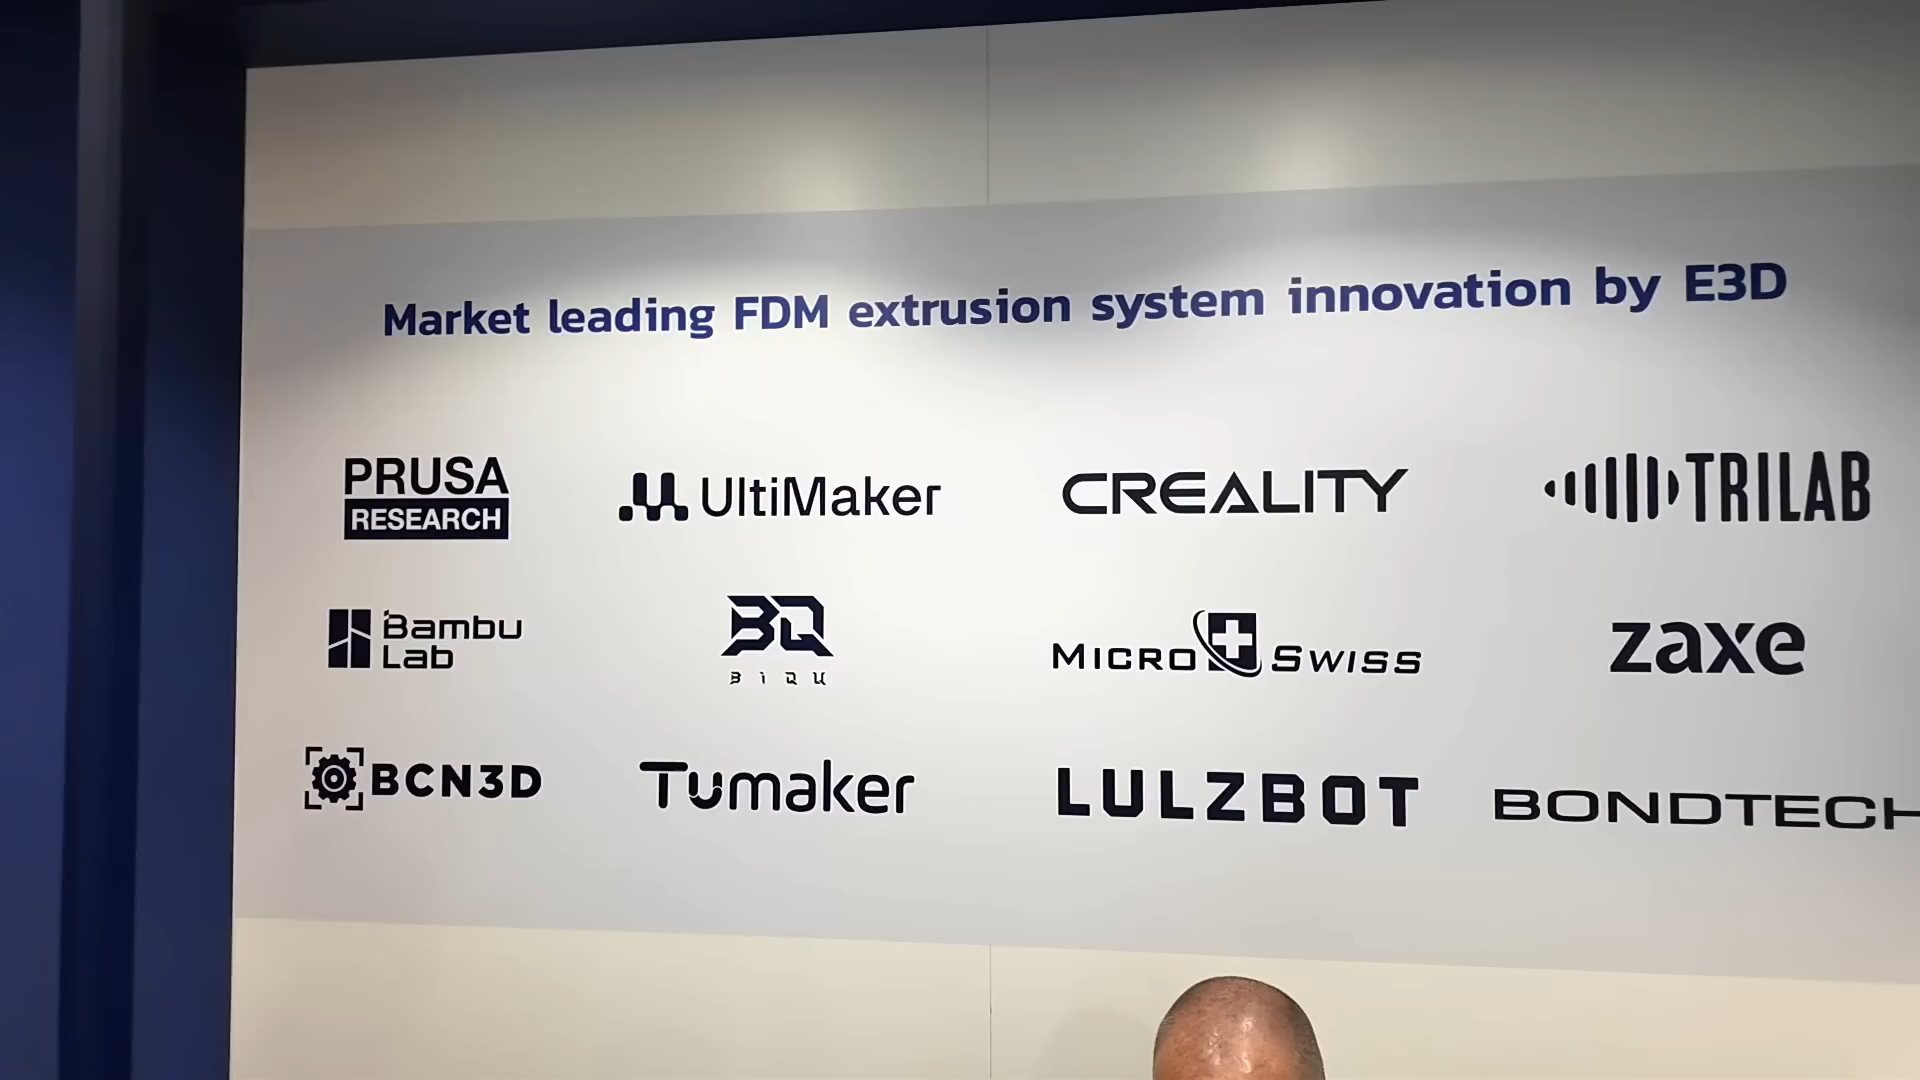 Market leading FDM extrusion system innovation by E3D
PRUSA
RESEARCH
UltiMaker
CREALITY
TRILAB
Bambu
Lab
BQ
BIQU
MICRO SWISS
zaxe
BCN3D
Tumaker
LULZBOT
BONDTECH